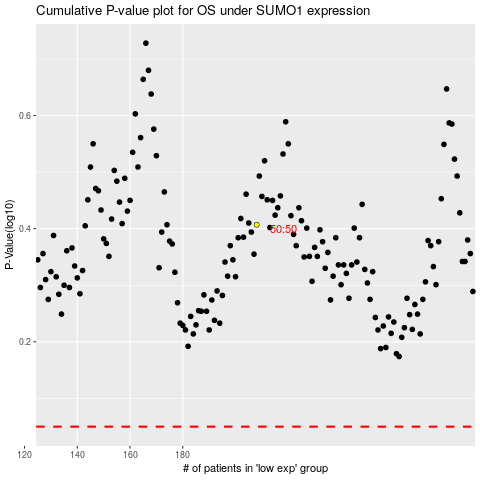 Cumulative P-value plot for OS under SUMO1 expression
P-Value(log10)
0.6
0.4
0.2
50:50
120 140 160 180
# of patients in 'low exp' group